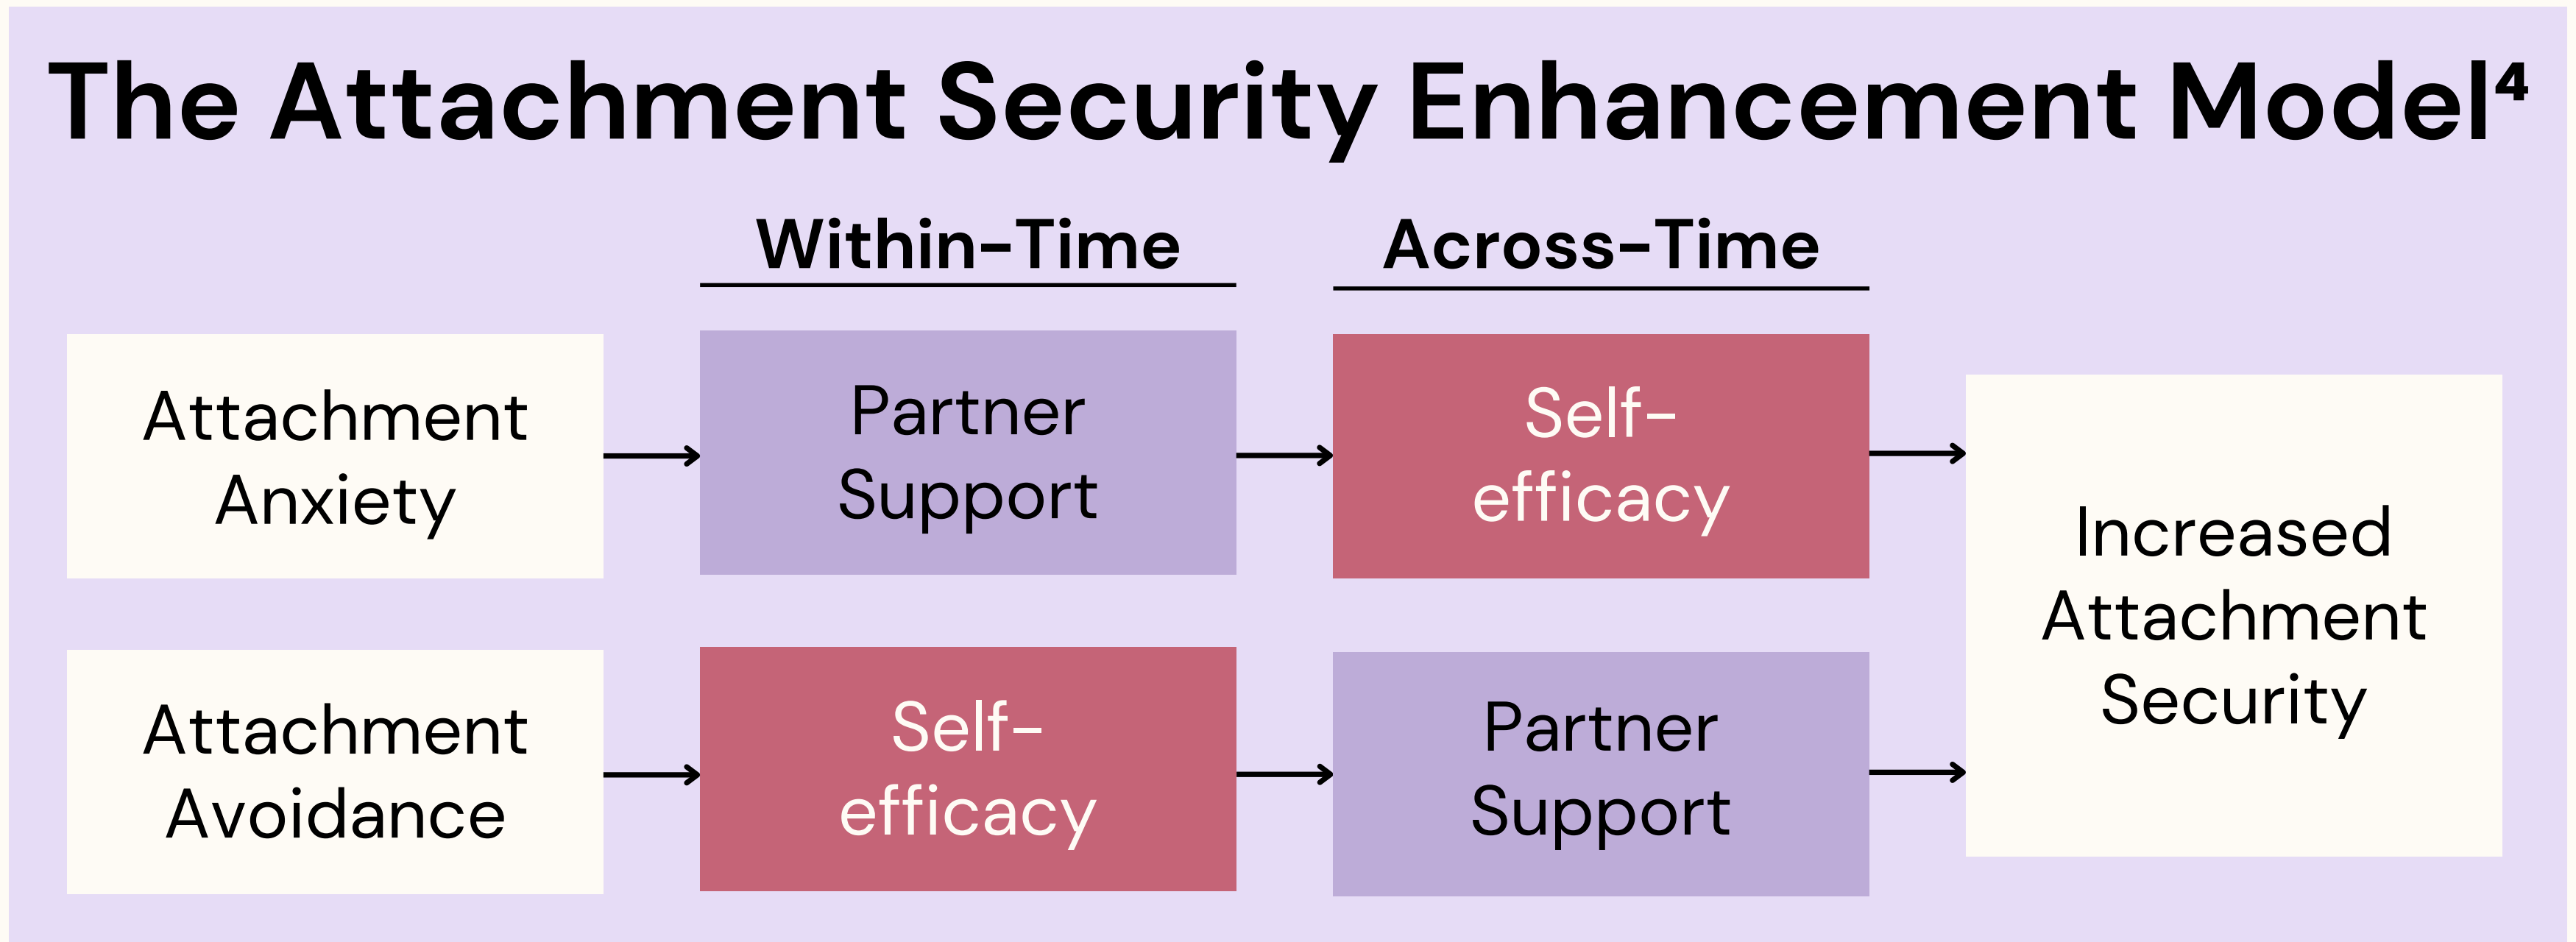 The Attachment Security Enhancement Model⁴
Within-Time
Across-Time
Attachment
Anxiety
Partner
Support
Self-
efficacy
Attachment
Avoidance
Self-
efficacy
Partner
Support
Increased
Attachment
Security